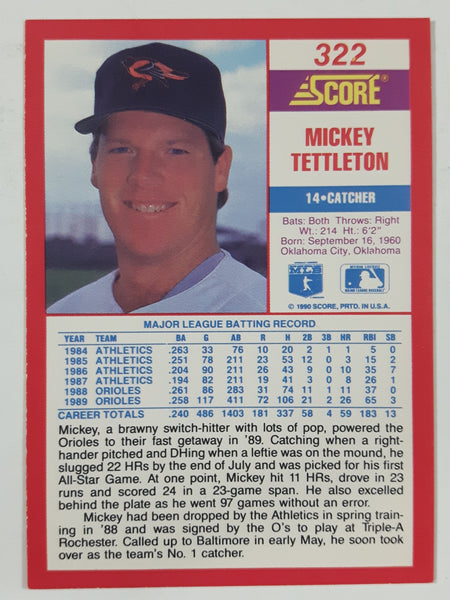 322
SCORE®
MICKEY
TETTLETON
14•CATCHER
Bats: Both Throws: Right
Wt.: 214 Ht.: 6'2"
Born: September 16, 1960
Oklahoma City, Oklahoma
© 1990 SCORE, PRTD. IN U.S.A.
MAJOR LEAGUE BATTING RECORD
YEAR TEAM BA G AB R H 2B 3B HR RBI SB
1984 ATHLETICS .263 33 76 10 20 2 1 1 5 0
1985 ATHLETICS .251 78 211 23 53 12 0 3 15 2
1986 ATHLETICS .204 90 211 26 43 9 0 10 35 7
1987 ATHLETICS .194 82 211 19 41 3 0 8 26 1
1988 ORIOLES .261 86 283 31 74 11 1 11 37 0
1989 ORIOLES .258 117 411 72 106 21 2 26 65 3
CAREER TOTALS .240 486 1403 181 337 58 4 59 183 13
Mickey, a brawny switch-hitter with lots of pop, powered the
Orioles to their fast getaway in '89. Catching when a right-
hander pitched and DHing when a leftie was on the mound, he
slugged 22 HRs by the end of July and was picked for his first
All-Star Game. At one point, Mickey hit 11 HRs, drove in 23
runs and scored 24 in a 23-game span. He also excelled
behind the plate as he went 97 games without an error.
Mickey had been dropped by the Athletics in spring train-
ing in '88 and was signed by the O's to play at Triple-A
Rochester. Called up to Baltimore in early May, he soon took
over as the team's No. 1 catcher.